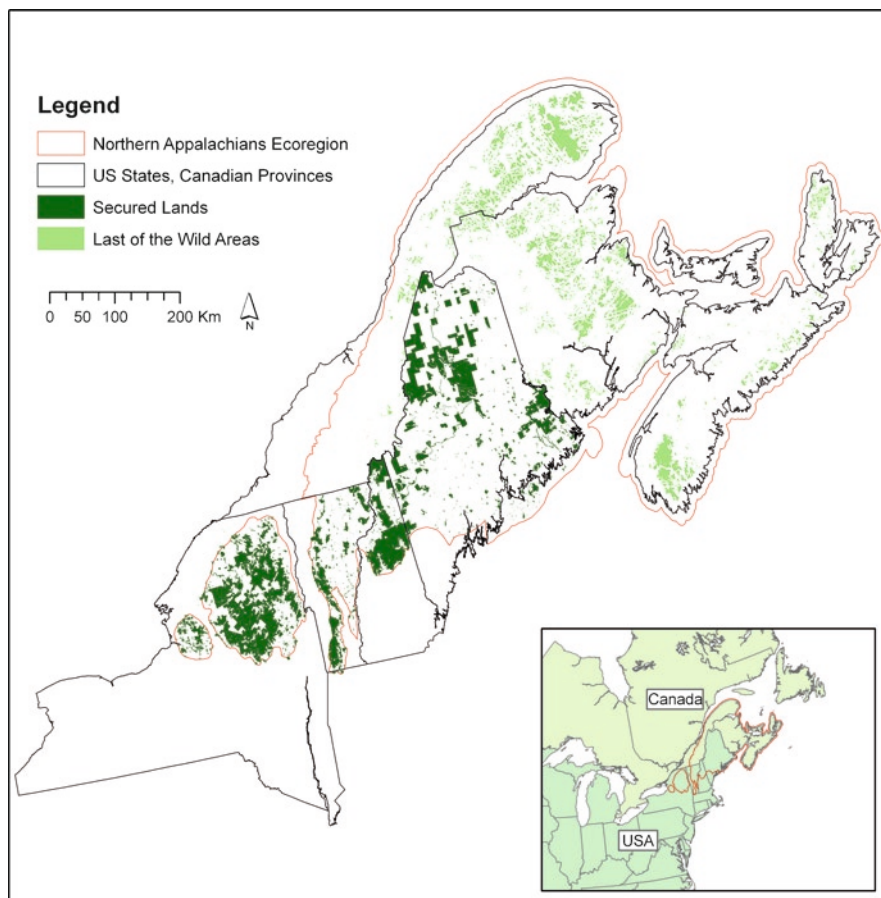 Legend
Northern Appalachians Ecoregion
US States, Canadian Provinces
Secured Lands
Last of the Wild Areas
0 50 100 200 Km
N
Canada
USA